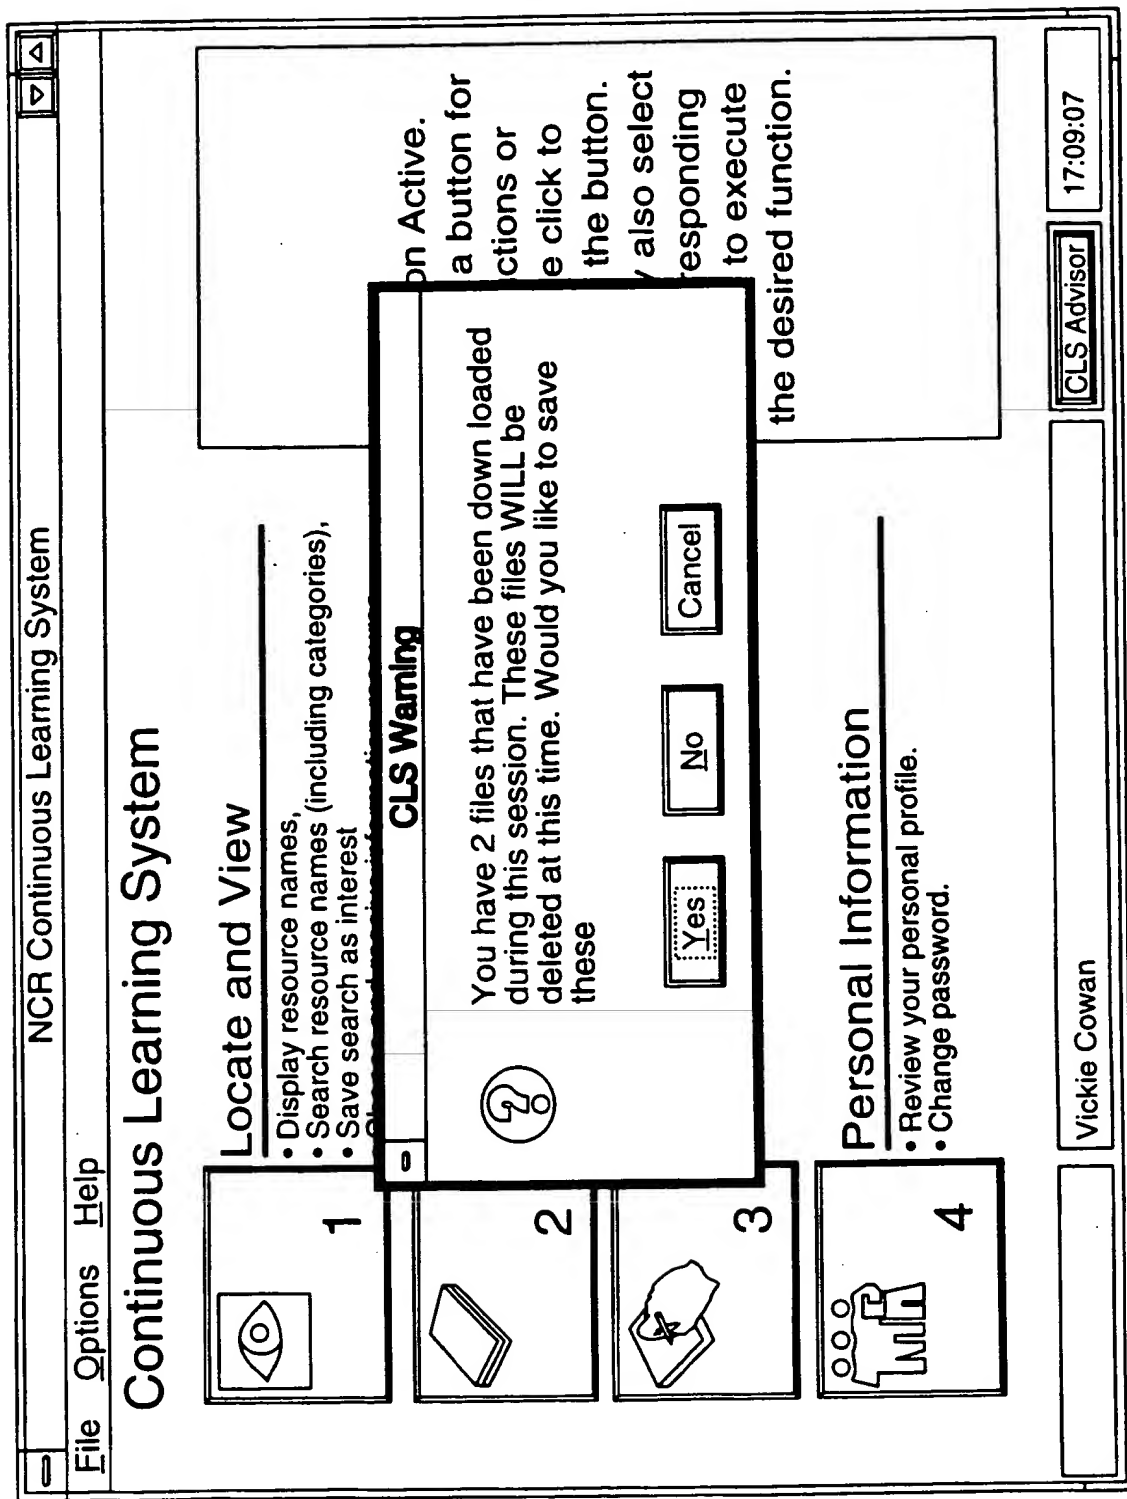 NCR Continuous Learning System
File Options Help
Continuous Learning System
1
Locate and View
• Display resource names,
• Search resource names (including categories),
• Save search as interest
2
3
4
Personal Information
• Review your personal profile.
• Change password.
on Active.
a button for
ctions or
e click to
the button.
also select
responding
to execute
the desired function.
CLS Warning
You have 2 files that have been down loaded
during this session. These files WILL be
deleted at this time. Would you like to save
these
Yes
No
Cancel
Vickie Cowan
CLS Advisor
17:09:07